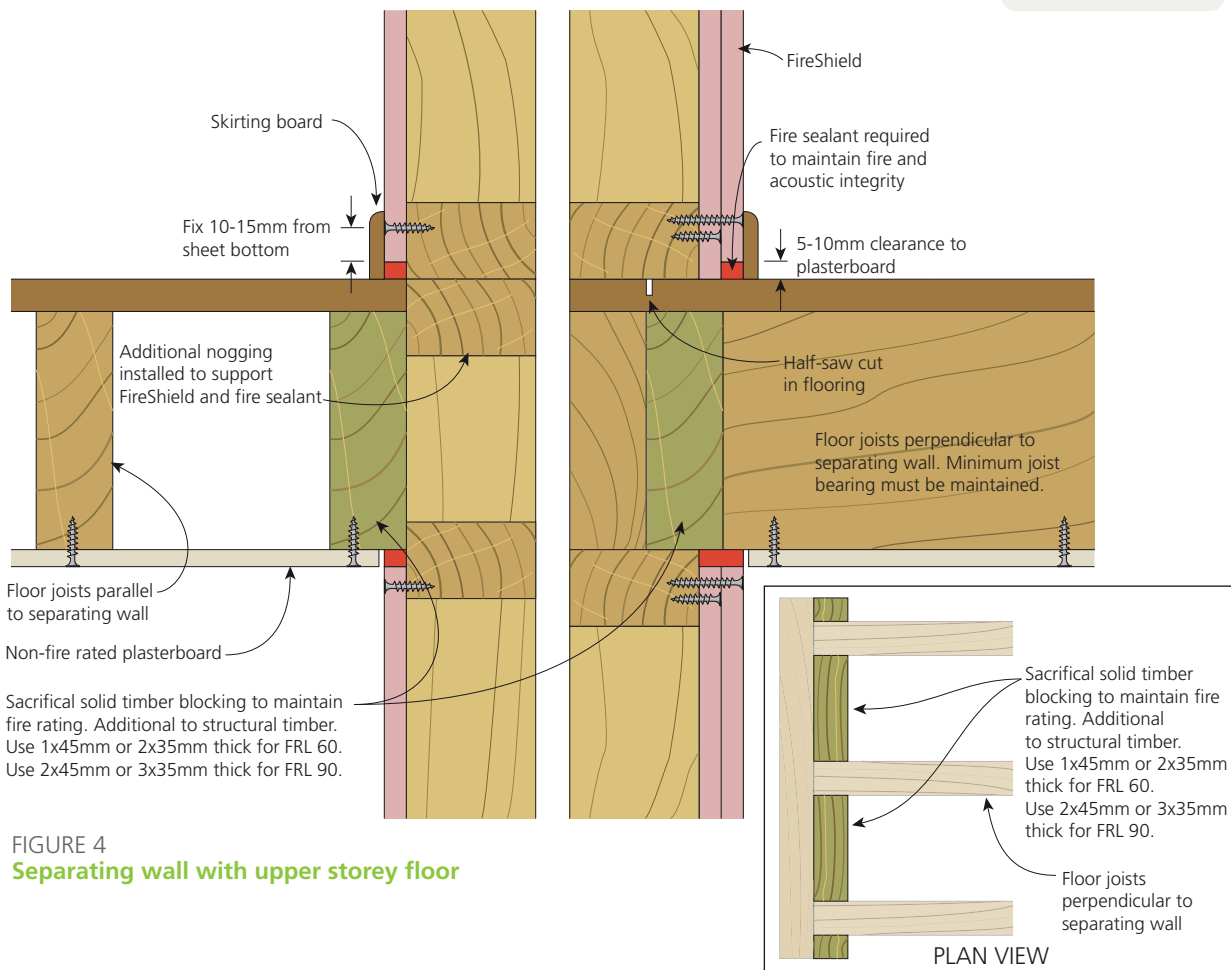 FireShield
Skirting board
Fire sealant required
to maintain fire and
acoustic integrity
Fix 10-15mm from
sheet bottom
5-10mm clearance to
plasterboard
Additional nogging
installed to support
FireShield and fire sealant
Half-saw cut
in flooring
Floor joists perpendicular to
separating wall. Minimum joist
bearing must be maintained.
Floor joists parallel
to separating wall
Non-fire rated plasterboard
Sacrifical solid timber blocking to maintain
fire rating. Additional to structural timber.
Use 1x45mm or 2x35mm thick for FRL 60.
Use 2x45mm or 3x35mm thick for FRL 90.
Sacrifical solid timber
blocking to maintain fire
rating. Additional
to structural timber.
Use 1x45mm or 2x35mm
thick for FRL 60.
Use 2x45mm or 3x35mm
thick for FRL 90.
Floor joists
perpendicular to
separating wall
PLAN VIEW
FIGURE 4
Separating wall with upper storey floor